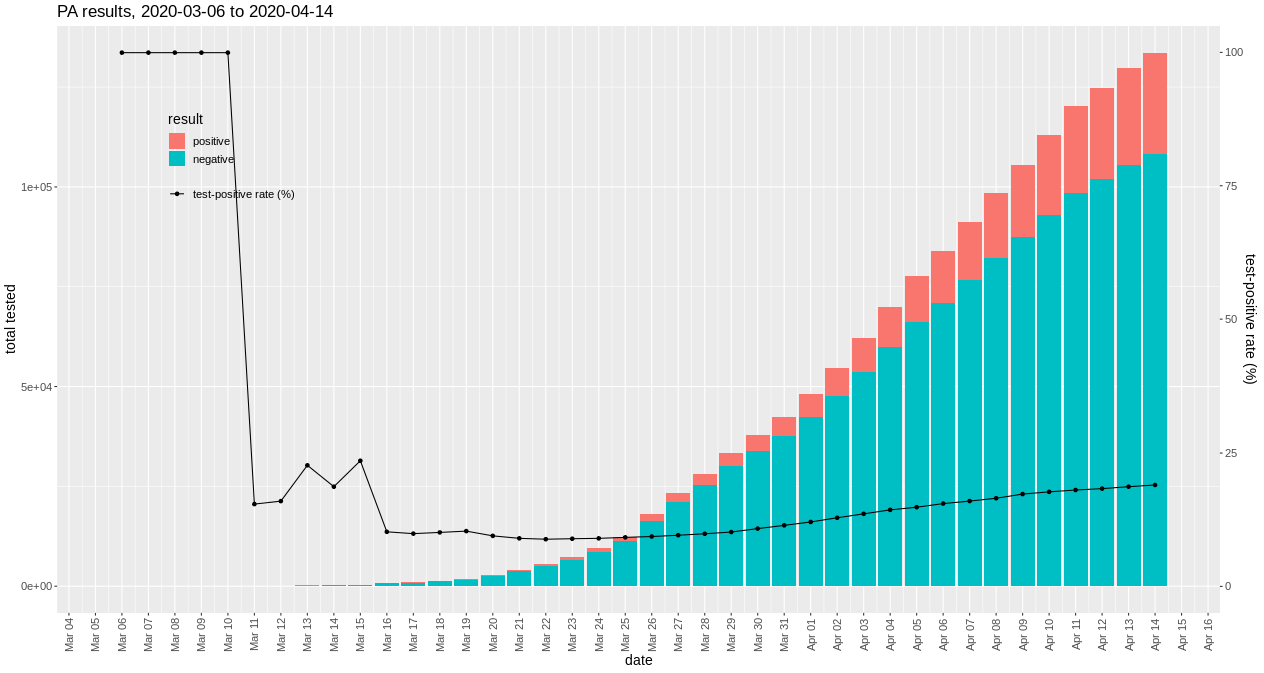 PA results, 2020-03-06 to 2020-04-14
result
positive
negative
test-positive rate (%)
total tested
1e+05
5e+04
0e+00
100
75
50
25
0
test-positive rate (%)
Mar 04
Mar 05
Mar 06
Mar 07
Mar 08
Mar 09
Mar 10
Mar 11
Mar 12
Mar 13
Mar 14
Mar 15
Mar 16
Mar 17
Mar 18
Mar 19
Mar 20
Mar 21
Mar 22
Mar 23
Mar 24
Mar 25
Mar 26
Mar 27
Mar 28
Mar 29
Mar 30
Mar 31
Apr 01
Apr 02
Apr 03
Apr 04
Apr 05
Apr 06
Apr 07
Apr 08
Apr 09
Apr 10
Apr 11
Apr 12
Apr 13
Apr 14
Apr 15
Apr 16
date